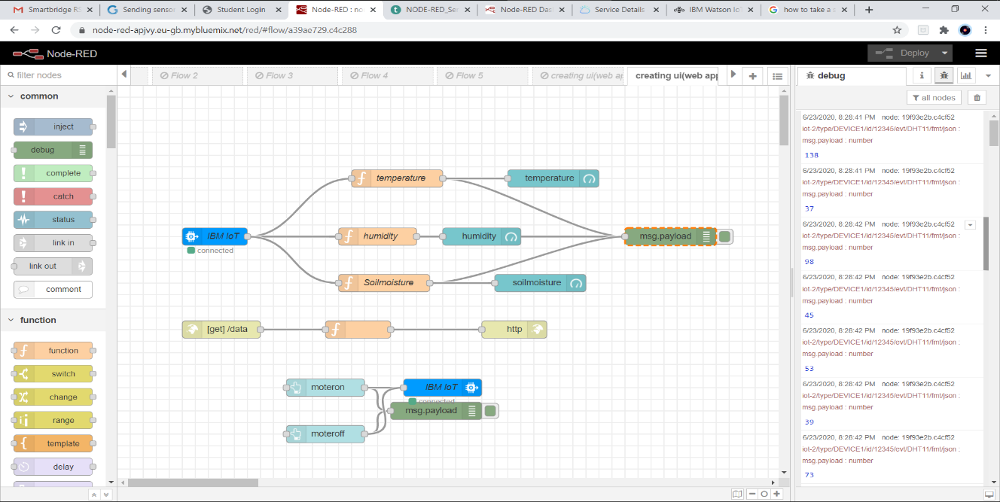 Smartbridge RS
Sending sensor
Student Login
Node-RED : no
NODE-RED_Ser
Node-RED Das
Service Details
IBM Watson Io
how to take a s
node-red-apjvy.eu-gb.mybluemix.net/red/#flow/a39ae729.c4c288
Node-RED
Deploy
filter nodes
Flow 2
Flow 3
Flow 4
Flow 5
creating ui(web ap
creating ui(web app
debug
i
all nodes
common
inject
debug
complete
catch
status
link in
link out
comment
function
function
switch
change
range
template
delay
temperature
temperature
IBM IoT
connected
humidity
humidity
msg.payload
Soilmoisture
soilmoisture
[get] /data
http
moteron
IBM IoT
connected
msg.payload
moteroff
6/23/2020, 8:28:41 PM node: 19f93e2b.c4cf52
iot-2/type/DEVICE1/id/12345/evt/DHT11/fmt/json :
msg.payload : number
138
6/23/2020, 8:28:41 PM node: 19f93e2b.c4cf52
iot-2/type/DEVICE1/id/12345/evt/DHT11/fmt/json :
msg.payload : number
37
6/23/2020, 8:28:42 PM node: 19f93e2b.c4cf52
iot-2/type/DEVICE1/id/12345/evt/DHT11/fmt/json :
msg.payload : number
98
6/23/2020, 8:28:42 PM node: 19f93e2b.c4cf52
iot-2/type/DEVICE1/id/12345/evt/DHT11/fmt/json :
msg.payload : number
45
6/23/2020, 8:28:42 PM node: 19f93e2b.c4cf52
iot-2/type/DEVICE1/id/12345/evt/DHT11/fmt/json :
msg.payload : number
53
6/23/2020, 8:28:42 PM node: 19f93e2b.c4cf52
iot-2/type/DEVICE1/id/12345/evt/DHT11/fmt/json :
msg.payload : number
39
6/23/2020, 8:28:42 PM node: 19f93e2b.c4cf52
iot-2/type/DEVICE1/id/12345/evt/DHT11/fmt/json :
msg.payload : number
73